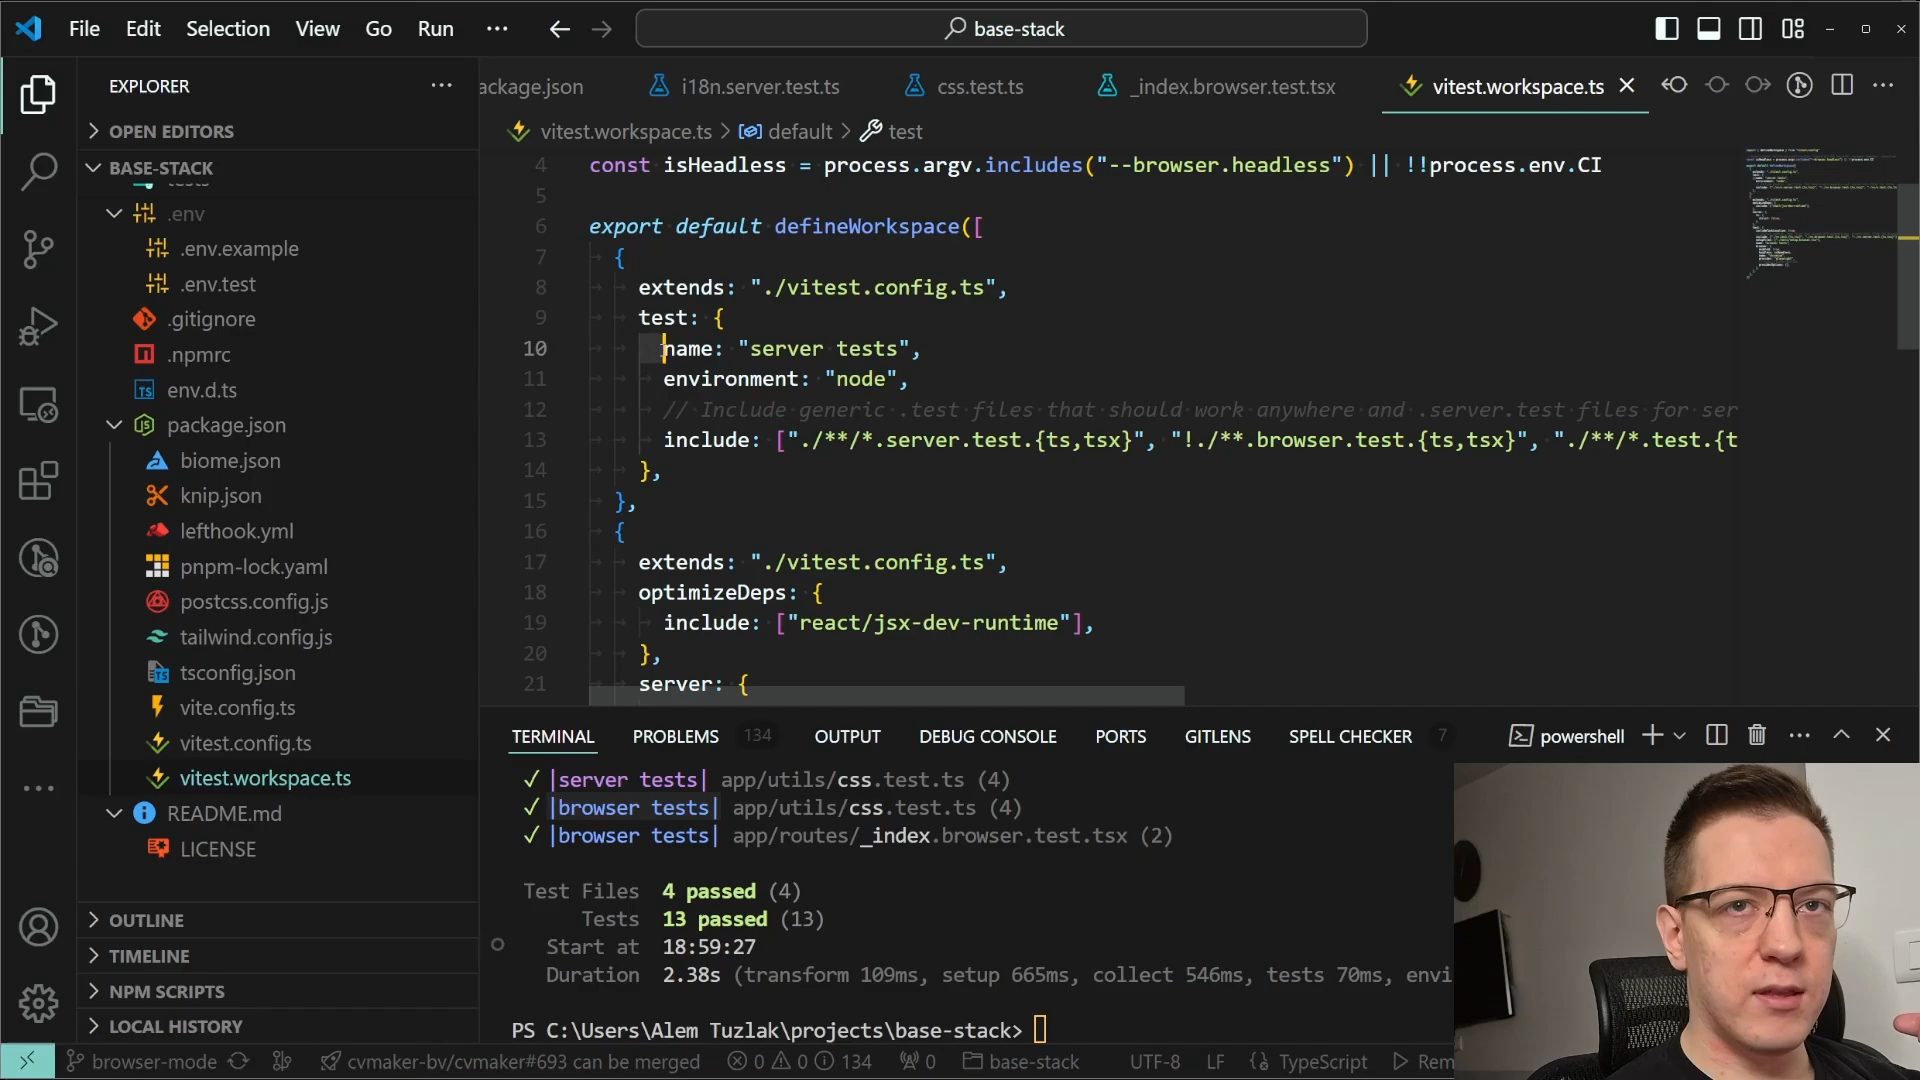 File Edit Selection View Go Run ··· base-stack
EXPLORER ···
ackage.json i18n.server.test.ts css.test.ts _index.browser.test.tsx vitest.workspace.ts
OPEN EDITORS
vitest.workspace.ts > default > test
BASE-STACK
tests
.env
.env.example
.env.test
.gitignore
.npmrc
env.d.ts
package.json
biome.json
knip.json
lefthook.yml
pnpm-lock.yaml
postcss.config.js
tailwind.config.js
tsconfig.json
vite.config.ts
vitest.config.ts
vitest.workspace.ts
README.md
LICENSE
OUTLINE
TIMELINE
NPM SCRIPTS
LOCAL HISTORY
4 const isHeadless = process.argv.includes("--browser.headless") || !!process.env.CI
5
6 export default defineWorkspace([
7 {
8 extends: "./vitest.config.ts",
9 test: {
10 name: "server tests",
11 environment: "node",
12 // Include generic .test files that should work anywhere and .server.test files for ser
13 include: ["./**/*.server.test.{ts,tsx}", "!./**.browser.test.{ts,tsx}", "./**/*.test.{t
14 },
15 },
16 {
17 extends: "./vitest.config.ts",
18 optimizeDeps: {
19 include: ["react/jsx-dev-runtime"],
20 },
21 server: {
TERMINAL PROBLEMS 134 OUTPUT DEBUG CONSOLE PORTS GITLENS SPELL CHECKER 7 powershell
✓ |server tests| app/utils/css.test.ts (4)
✓ |browser tests| app/utils/css.test.ts (4)
✓ |browser tests| app/routes/_index.browser.test.tsx (2)
Test Files 4 passed (4)
Tests 13 passed (13)
Start at 18:59:27
Duration 2.38s (transform 109ms, setup 665ms, collect 546ms, tests 70ms, envi
PS C:\Users\Alem Tuzlak\projects\base-stack>
browser-mode cvmaker-bv/cvmaker#693 can be merged 0 0 134 0 base-stack UTF-8 LF TypeScript Rem